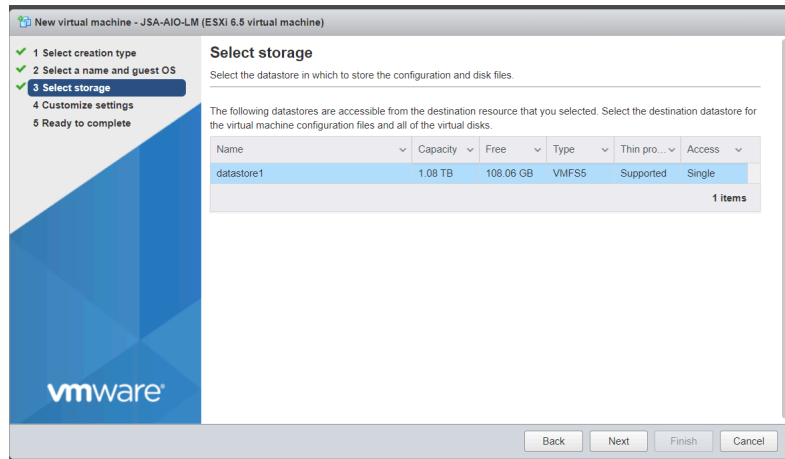 New virtual machine - JSA-AIO-LM (ESXi 6.5 virtual machine)
1 Select creation type
2 Select a name and guest OS
3 Select storage
4 Customize settings
5 Ready to complete
vmware®
Select storage
Select the datastore in which to store the configuration and disk files.
The following datastores are accessible from the destination resource that you selected. Select the destination datastore for
the virtual machine configuration files and all of the virtual disks.
Name Capacity Free Type Thin pro... Access
datastore1 1.08 TB 108.06 GB VMFS5 Supported Single
1 items
Back Next Finish Cancel